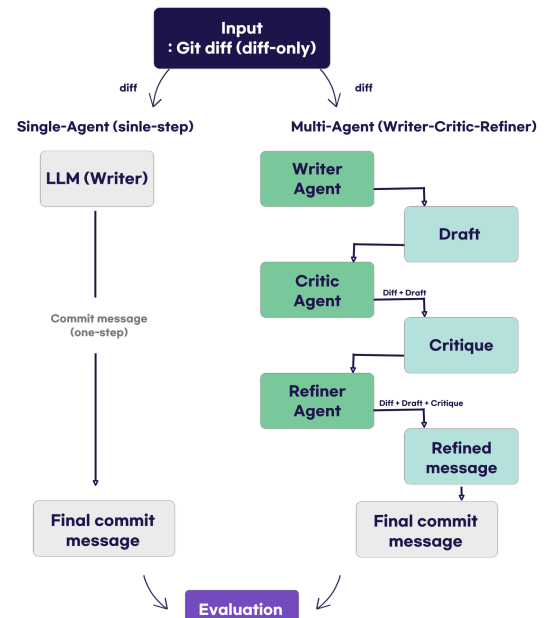 Input
: Git diff (diff-only)
diff
diff
Single-Agent (sinle-step)
Multi-Agent (Writer-Critic-Refiner)
LLM (Writer)
Writer
Agent
Draft
Critic
Agent
Diff + Draft
Commit message
(one-step)
Critique
Refiner
Agent
Diff + Draft + Critique
Refined
message
Final commit
message
Final commit
message
Evaluation